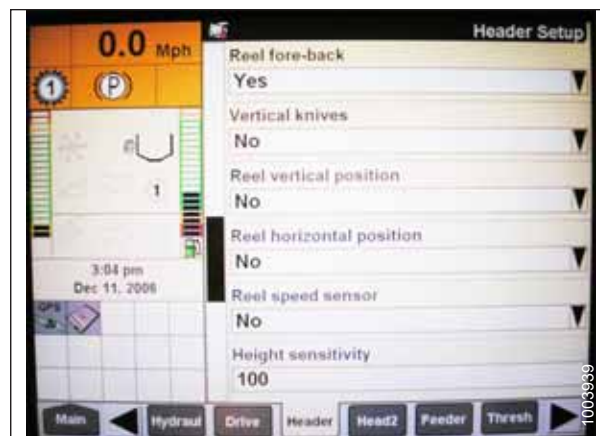 0.0 Mph
Header Setup
1
(P)
Reel fore-back
Yes
Vertical knives
No
Reel vertical position
No
1
Reel horizontal position
No
3:04 pm
Dec 11, 2006
Reel speed sensor
No
GPS
Height sensitivity
100
Main
Hydraul
Drive
Header
Head2
Feeder
Thresh
1003939